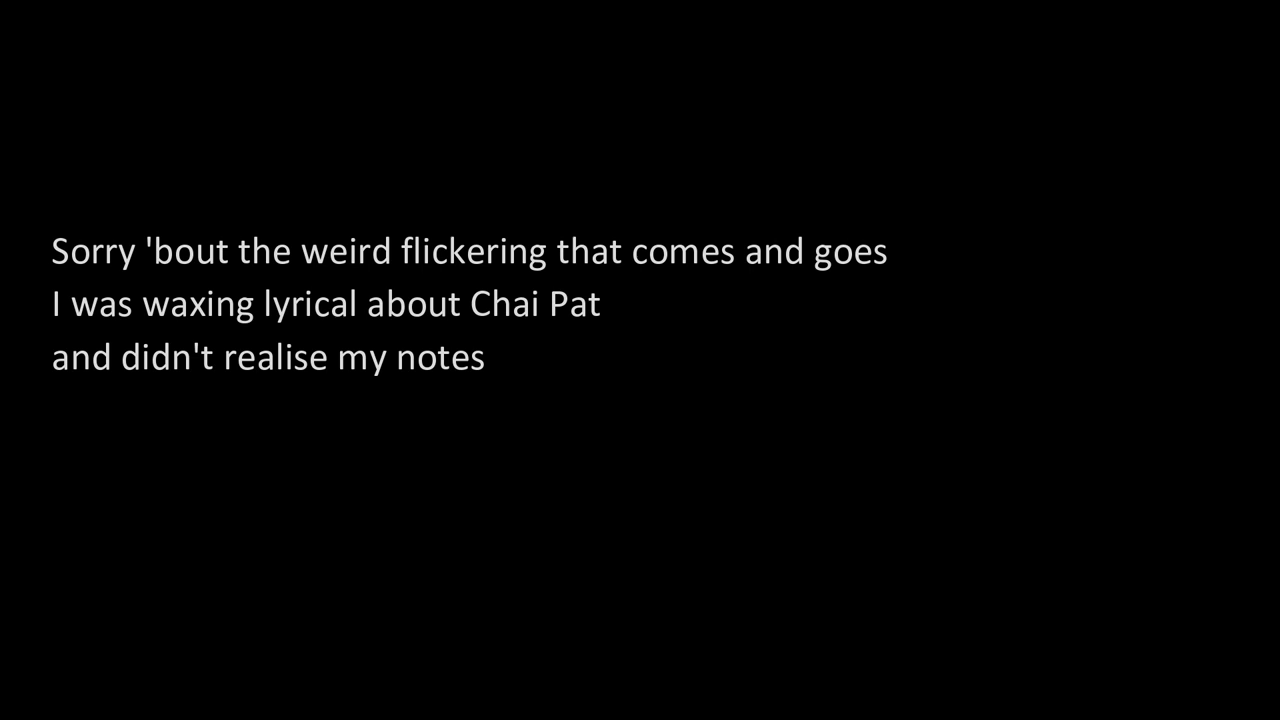 Sorry 'bout the weird flickering that comes and goes
I was waxing lyrical about Chai Pat
and didn't realise my notes